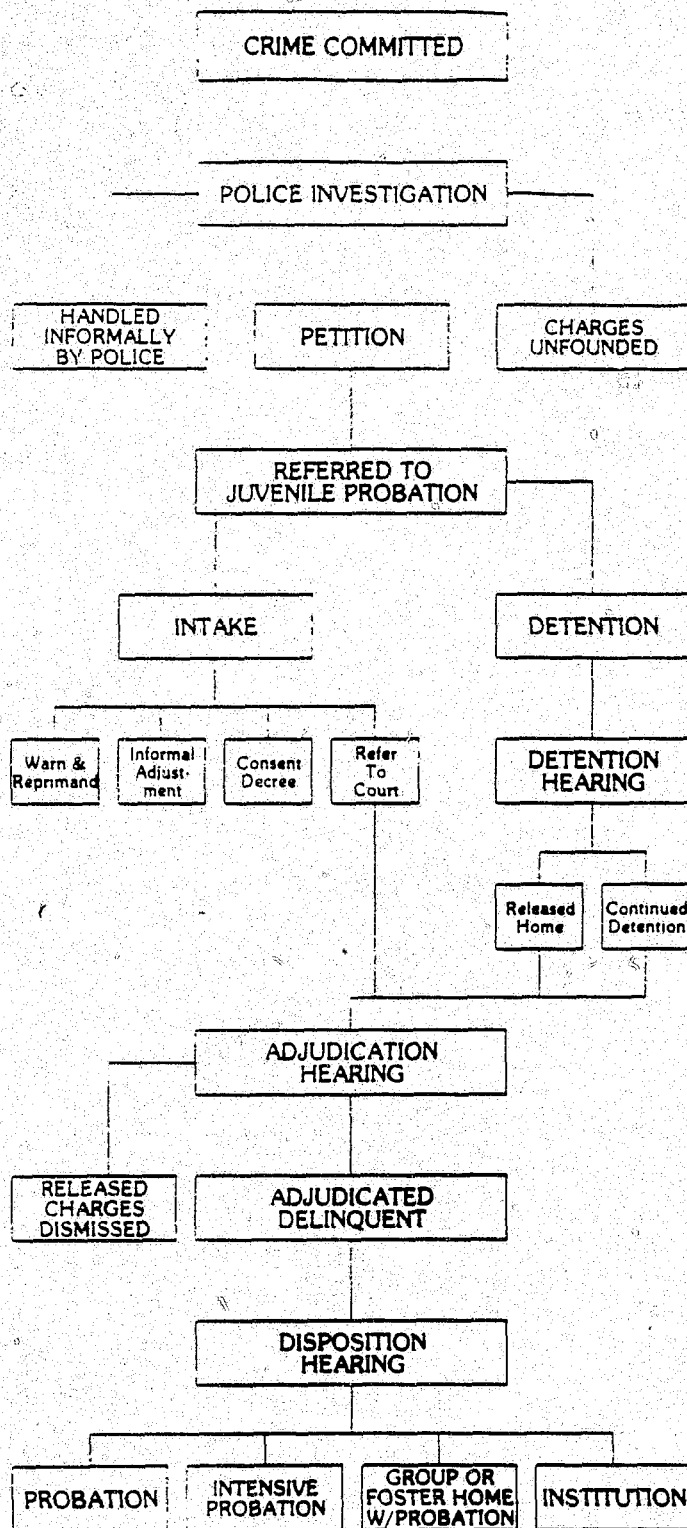 CRIME COMMITTED
POLICE INVESTIGATION
HANDLED
INFORMALLY
BY POLICE
PETITION
CHARGES
UNFOUNDED
REFERRED TO
JUVENILE PROBATION
INTAKE
DETENTION
Warn &
Reprimand
Informal
Adjust-
ment
Consent
Decree
Refer
To
Court
DETENTION
HEARING
Released
Home
Continued
Detention
ADJUDICATION
HEARING
RELEASED
CHARGES
DISMISSED
ADJUDICATED
DELINQUENT
DISPOSITION
HEARING
PROBATION
INTENSIVE
PROBATION
GROUP OR
FOSTER HOME
W/PROBATION
INSTITUTION